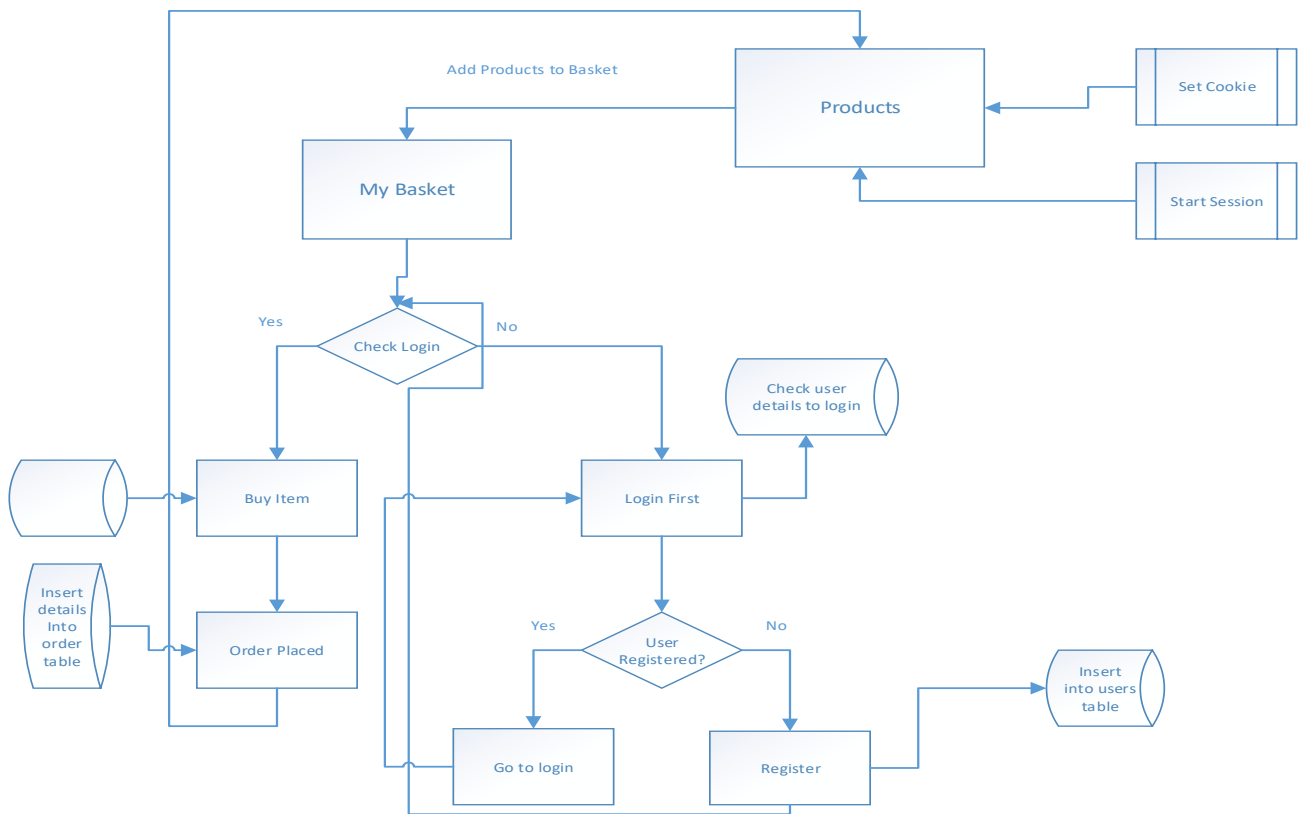 Add Products to Basket
Products
Set Cookie
My Basket
Start Session
Yes
No
Check Login
Check user
details to login
Buy Item
Login First
Insert
details
Into
order
table
Order Placed
Yes
No
User
Registered?
Insert
into users
table
Go to login
Register